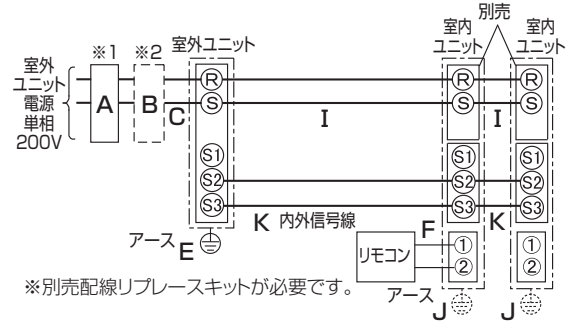 別売
※1 ※2 室外ユニット 室内 ユニット 室内 ユニット
室外
ユニット
電源
単相
200V
A B C I I
R R R
S S S
S1 S1 S1
S2 S2 S2
S3 S3 S3
K 内外信号線 K
アース E
F
リモコン
① ①
② ②
※別売配線リプレースキットが必要です。
アース J J